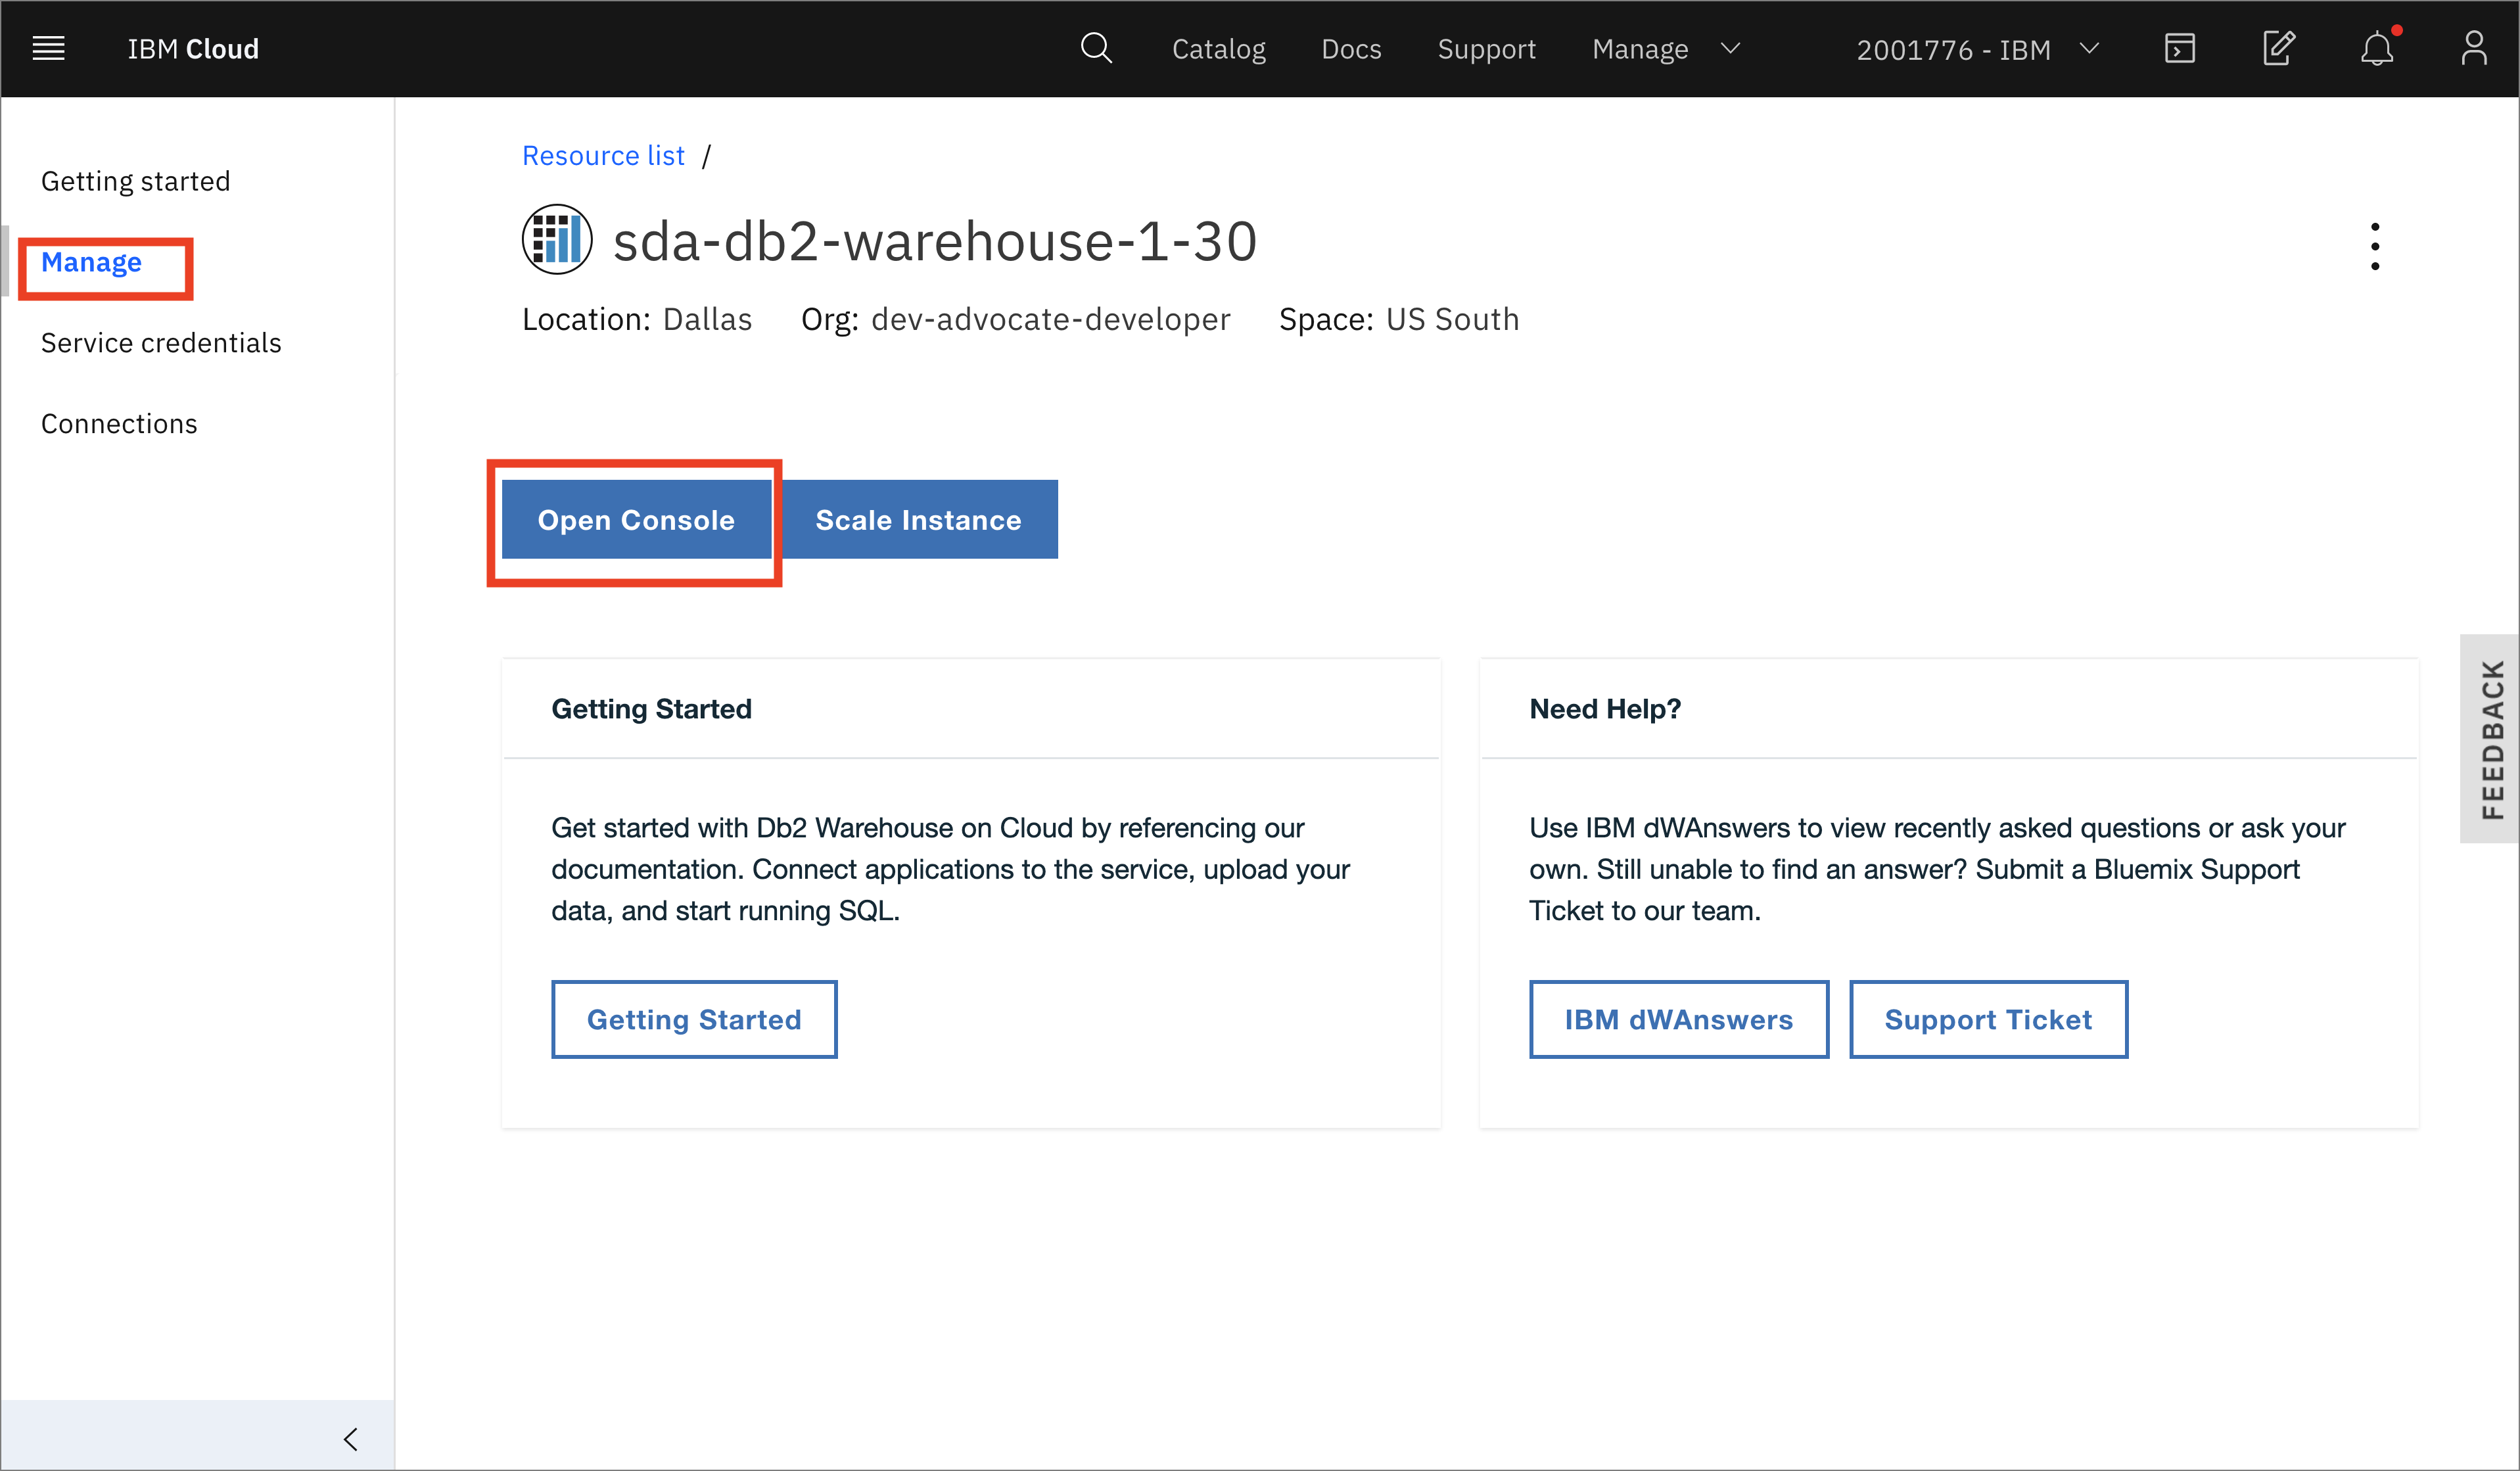 IBM Cloud
Catalog
Docs
Support
Manage
2001776 - IBM
Getting started
Manage
Service credentials
Connections
Resource list /
sda-db2-warehouse-1-30
Location: Dallas Org: dev-advocate-developer Space: US South
Open Console
Scale Instance
Getting Started
Get started with Db2 Warehouse on Cloud by referencing our
documentation. Connect applications to the service, upload your
data, and start running SQL.
Getting Started
Need Help?
Use IBM dWAnswers to view recently asked questions or ask your
own. Still unable to find an answer? Submit a Bluemix Support
Ticket to our team.
IBM dWAnswers
Support Ticket
FEEDBACK